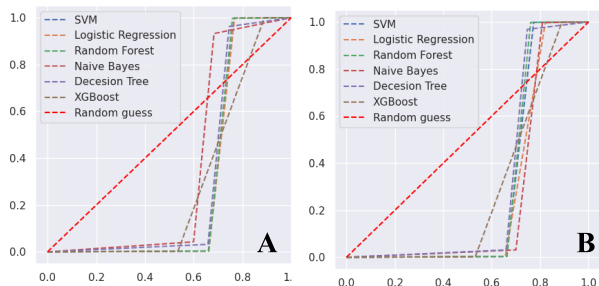 1.0
0.8
0.6
0.4
0.2
0.0
SVM
Logistic Regression
Random Forest
Naive Bayes
Decesion Tree
XGBoost
Random guess
A
0.0
0.2
0.4
0.6
0.8
1.
1.0
0.8
0.6
0.4
0.2
0.0
SVM
Logistic Regression
Random Forest
Naive Bayes
Decesion Tree
XGBoost
Random guess
B
0.0
0.2
0.4
0.6
0.8
1.0